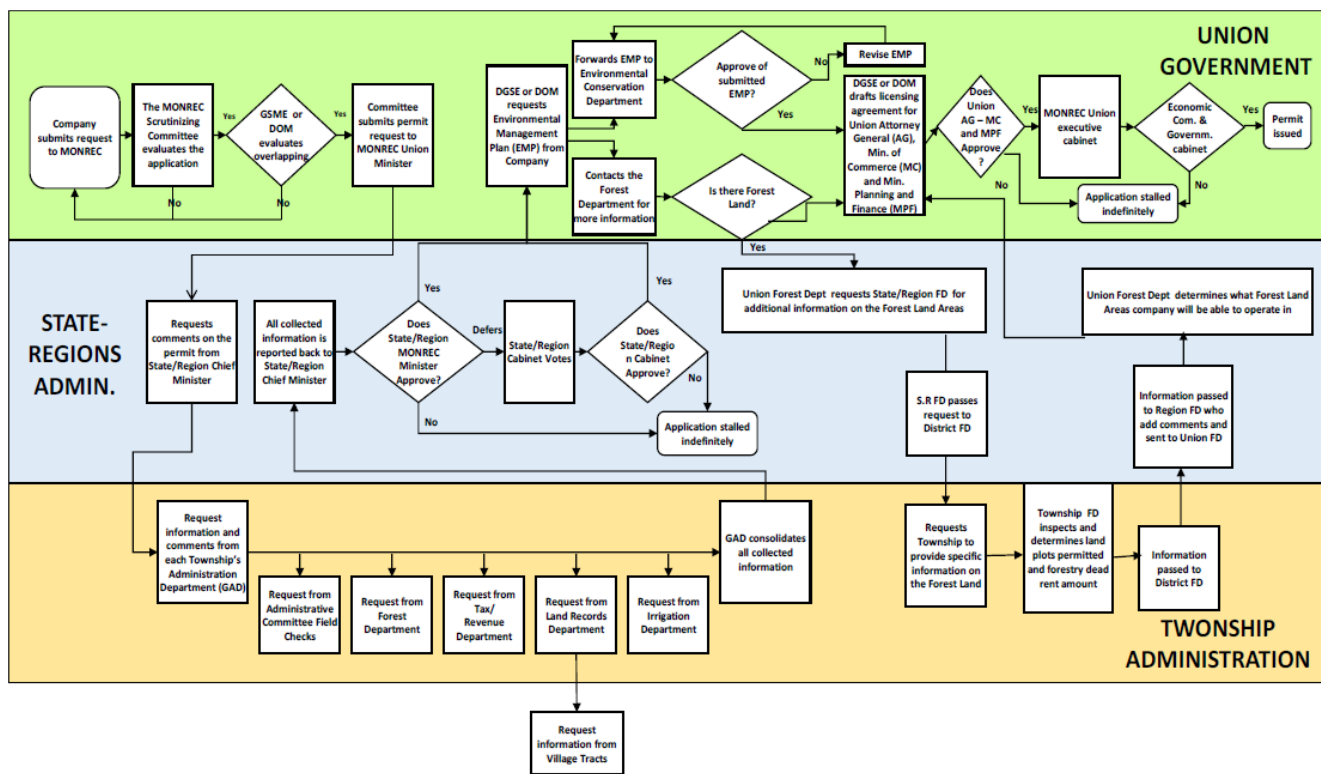 UNION
GOVERNMENT
Company
submits request
to MONREC
The MONREC
Scrutinizing
Committee
evaluates the
application
Yes
No
GSME or
DOM
evaluates
overlapping
Yes
No
Committee
submits permit
request to
MONREC Union
Minister
DGSE or DOM
requests
Environmental
Management
Plan (EMP) from
Company
Forwards EMP to
Environmental
Conservation
Department
Approve of
submitted
EMP?
No
Revise EMP
Yes
Contacts the
Forest
Department for
more information
Is there Forest
Land?
Yes
DGSE or DOM
drafts licensing
agreement for
Union Attorney
General (AG),
Min. of
Commerce (MC)
and Min.
Planning and
Finance (MPF)
Does
Union
AG – MC
and MPF
Approve
?
Yes
No
MONREC Union
executive
cabinet
Economic
Com. &
Governm.
cabinet
Yes
No
Permit
issued
Application stalled
indefinitely
STATE-
REGIONS
ADMIN.
Requests
comments on the
permit from
State/Region Chief
Minister
All collected
information is
reported back to
State/Region
Chief Minister
Does
State/Region
MONREC
Minister
Approve?
Yes
Defers
No
State/Region
Cabinet Votes
Does
State/Regio
n Cabinet
Approve?
Yes
No
Application stalled
indefinitely
Union Forest Dept requests State/Region FD for
additional information on the Forest Land Areas
S.R FD passes
request to
District FD
Union Forest Dept determines what Forest Land
Areas company will be able to operate in
Information passed
to Region FD who
add comments and
sent to Union FD
Request
information and
comments from
each Township's
Administration
Department (GAD)
Request from
Administrative
Committee Field
Checks
Request from
Forest
Department
Request from
Tax/
Revenue
Department
Request from
Land Records
Department
Request from
Irrigation
Department
GAD consolidates
all collected
information
Requests
Township to
provide specific
information on
the Forest Land
Township FD
inspects and
determines land
plots permitted
and forestry dead
rent amount
Information
passed to
District FD
TWONSHIP
ADMINISTRATION
Request
information from
Village Tracts